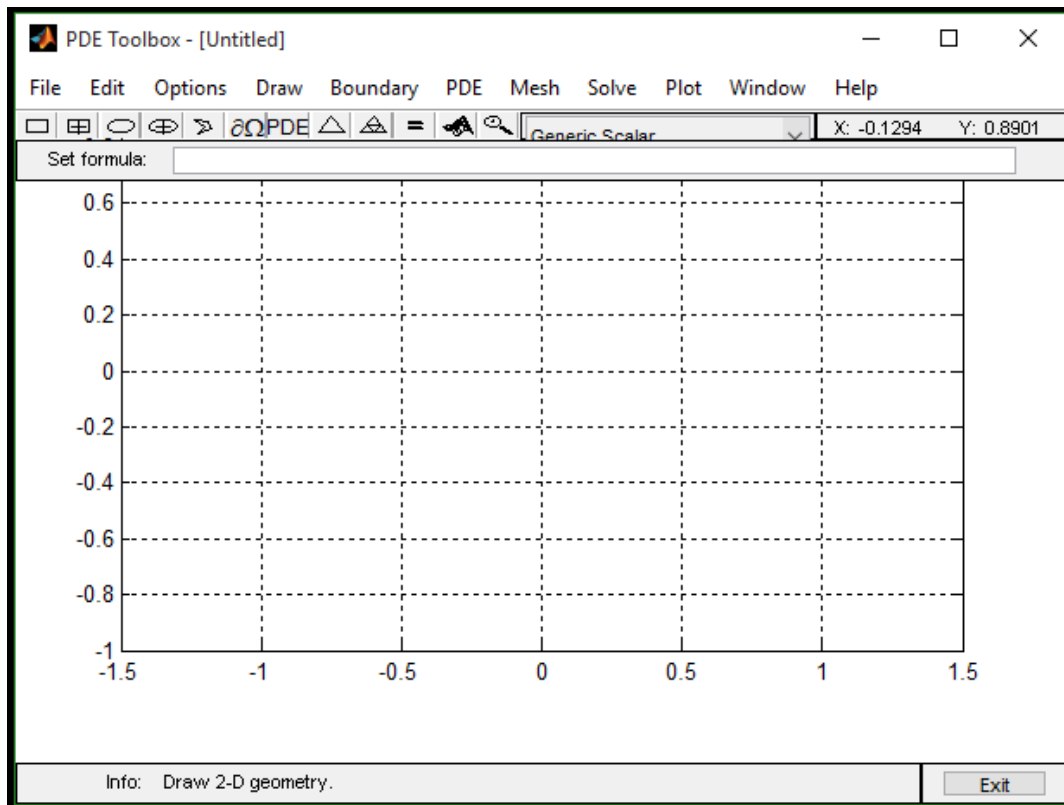 PDE Toolbox - [Untitled]
File Edit Options Draw Boundary PDE Mesh Solve Plot Window Help
∂Ω PDE = Generic Scalar X: -0.1294 Y: 0.8901
Set formula:
0.6
0.4
0.2
0
-0.2
-0.4
-0.6
-0.8
-1
-1.5 -1 -0.5 0 0.5 1 1.5
Info: Draw 2-D geometry. Exit